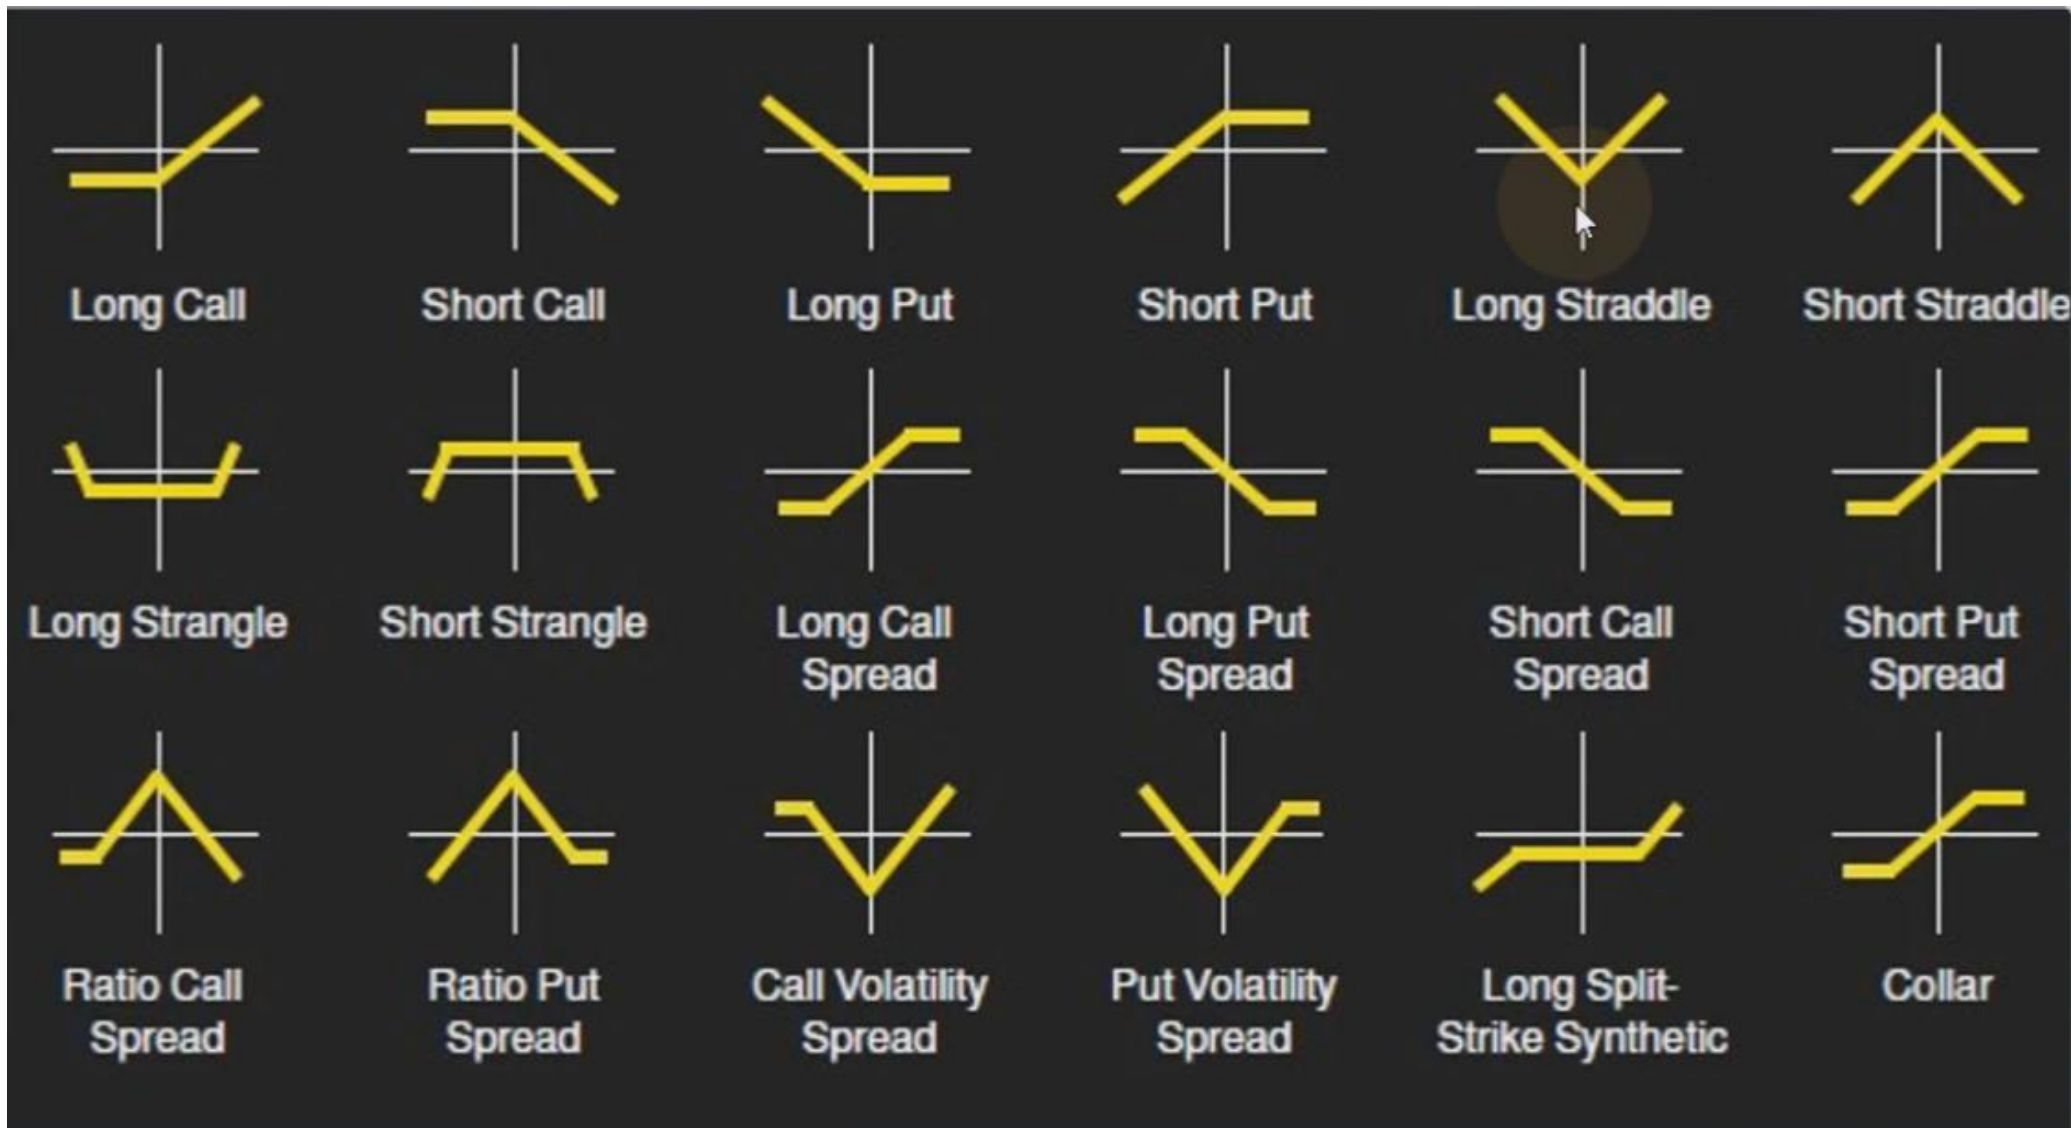 Long Call
Short Call
Long Put
Short Put
Long Straddle
Short Straddle
Long Strangle
Short Strangle
Long Call
Spread
Long Put
Spread
Short Call
Spread
Short Put
Spread
Ratio Call
Spread
Ratio Put
Spread
Call Volatility
Spread
Put Volatility
Spread
Long Split-
Strike Synthetic
Collar